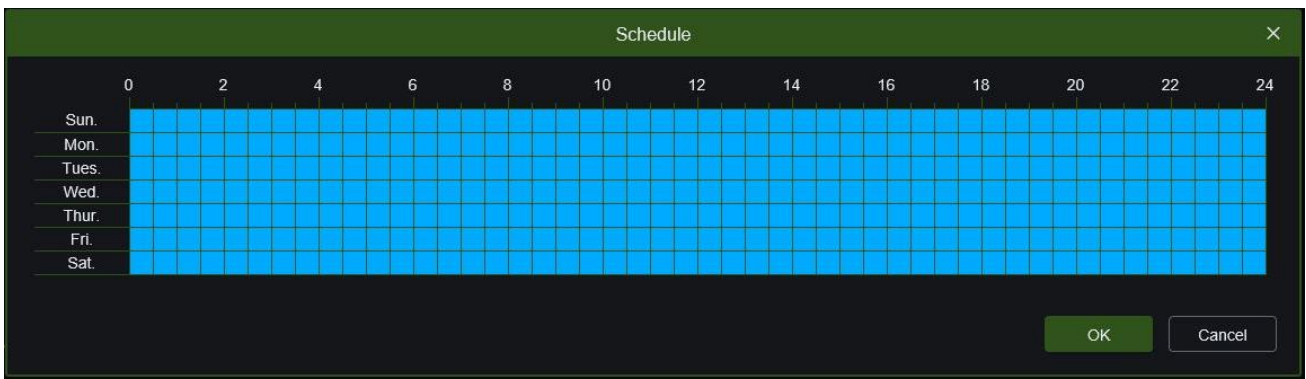 Schedule
0 2 4 6 8 10 12 14 16 18 20 22 24
Sun.
Mon.
Tues.
Wed.
Thur.
Fri.
Sat.
OK Cancel